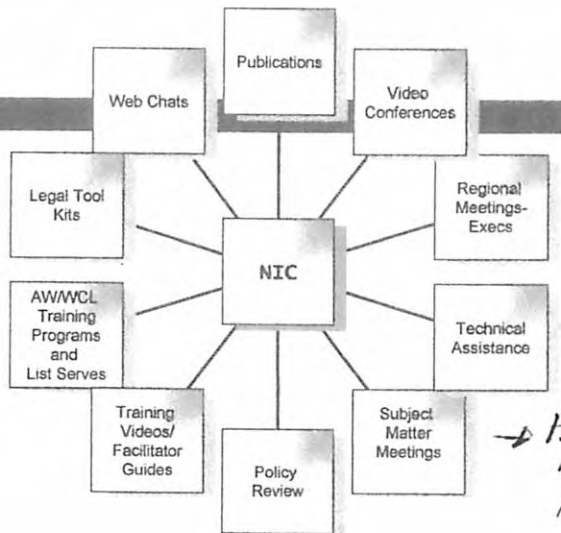 Publications
Web Chats
Video
Conferences
Legal Tool
Kits
Regional
Meetings-
Execs
NIC
AW/WCL
Training
Programs
and
List Serves
Technical
Assistance
Training
Videos/
Facilitator
Guides
Policy
Review
Subject
Matter
Meetings